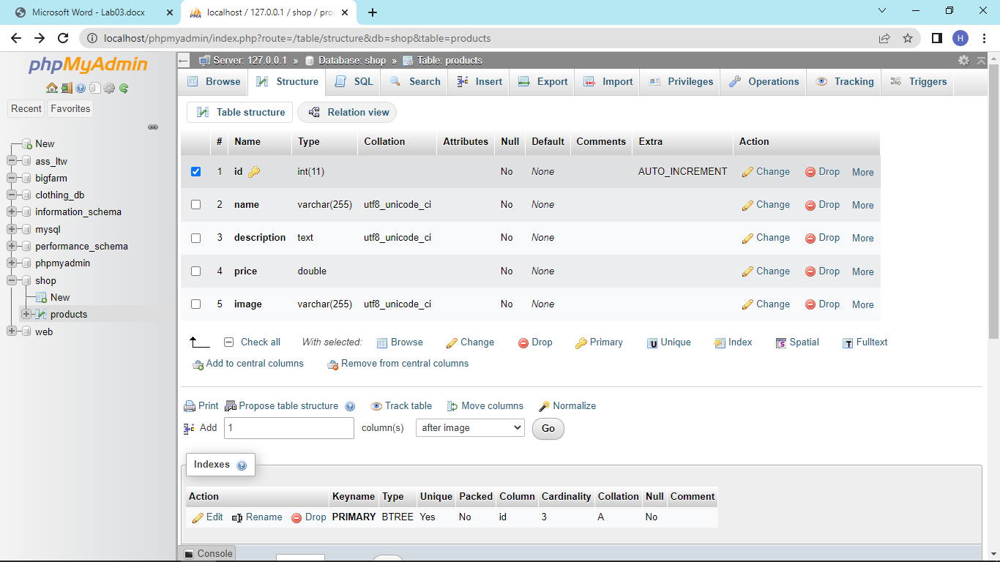 Microsoft Word - Lab03.docx
localhost / 127.0.0.1 / shop / pro
localhost/phpmyadmin/index.php?route=/table/structure&db=shop&table=products
H
phpMyAdmin
Recent Favorites
New
ass_ltw
bigfarm
clothing_db
information_schema
mysql
performance_schema
phpmyadmin
shop
New
products
web
Server: 127.0.0.1 » Database: shop » Table: products
Browse Structure SQL Search Insert Export Import Privileges Operations Tracking Triggers
Table structure Relation view
# Name Type Collation Attributes Null Default Comments Extra Action
1 id int(11) No None AUTO_INCREMENT Change Drop More
2 name varchar(255) utf8_unicode_ci No None Change Drop More
3 description text utf8_unicode_ci No None Change Drop More
4 price double No None Change Drop More
5 image varchar(255) utf8_unicode_ci No None Change Drop More
Check all With selected: Browse Change Drop Primary Unique Index Spatial Fulltext
Add to central columns Remove from central columns
Print Propose table structure Track table Move columns Normalize
Add 1 column(s) after image Go
Indexes
Action Keyname Type Unique Packed Column Cardinality Collation Null Comment
Edit Rename Drop PRIMARY BTREE Yes No id 3 A No
Console